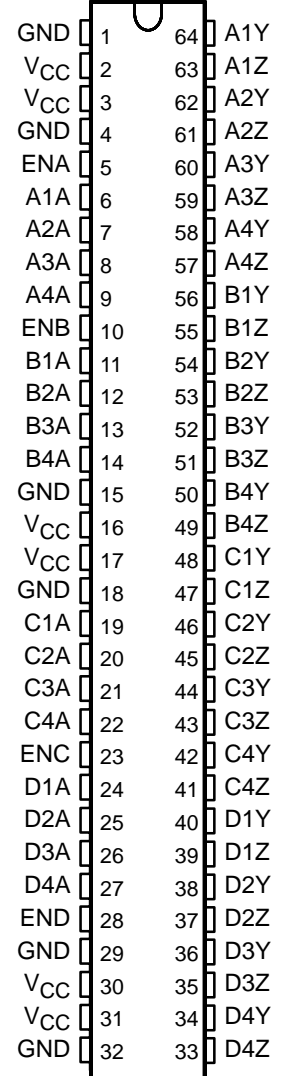 GND 1 64 A1Y
VCC 2 63 A1Z
VCC 3 62 A2Y
GND 4 61 A2Z
ENA 5 60 A3Y
A1A 6 59 A3Z
A2A 7 58 A4Y
A3A 8 57 A4Z
A4A 9 56 B1Y
ENB 10 55 B1Z
B1A 11 54 B2Y
B2A 12 53 B2Z
B3A 13 52 B3Y
B4A 14 51 B3Z
GND 15 50 B4Y
VCC 16 49 B4Z
VCC 17 48 C1Y
GND 18 47 C1Z
C1A 19 46 C2Y
C2A 20 45 C2Z
C3A 21 44 C3Y
C4A 22 43 C3Z
ENC 23 42 C4Y
D1A 24 41 C4Z
D2A 25 40 D1Y
D3A 26 39 D1Z
D4A 27 38 D2Y
END 28 37 D2Z
GND 29 36 D3Y
VCC 30 35 D3Z
VCC 31 34 D4Y
GND 32 33 D4Z